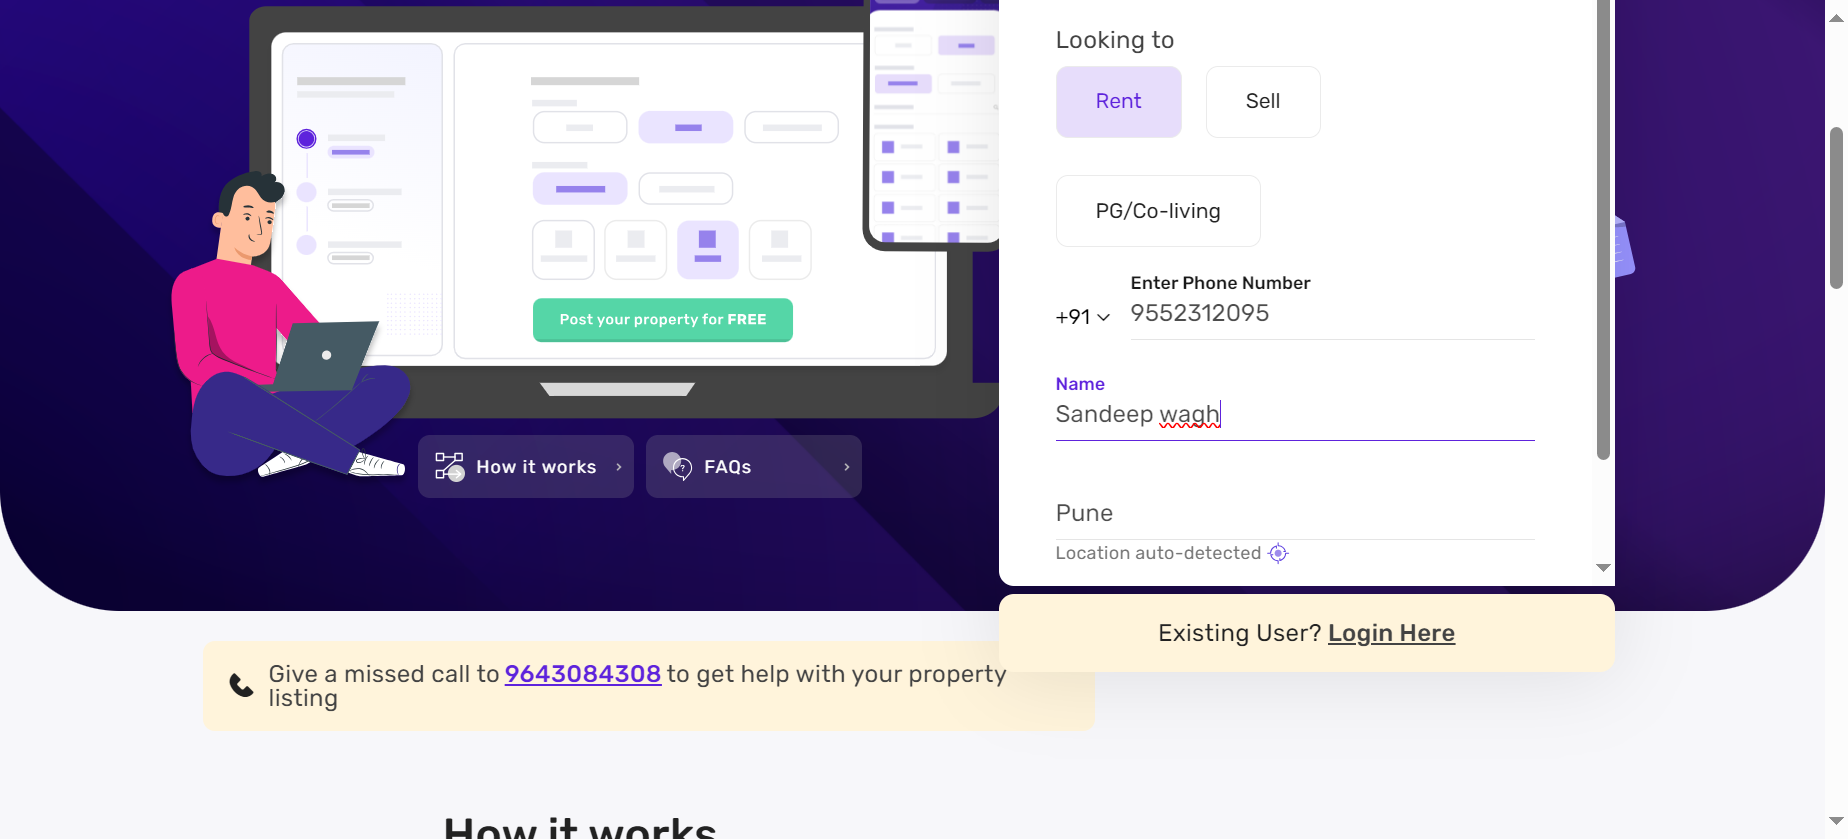 Looking to
Rent
Sell
PG/Co-living
Enter Phone Number
+91
9552312095
Name
Sandeep wagh
Pune
Location auto-detected
Existing User? Login Here
Post your property for FREE
How it works
FAQs
?
Give a missed call to 9643084308 to get help with your property
listing
How it works